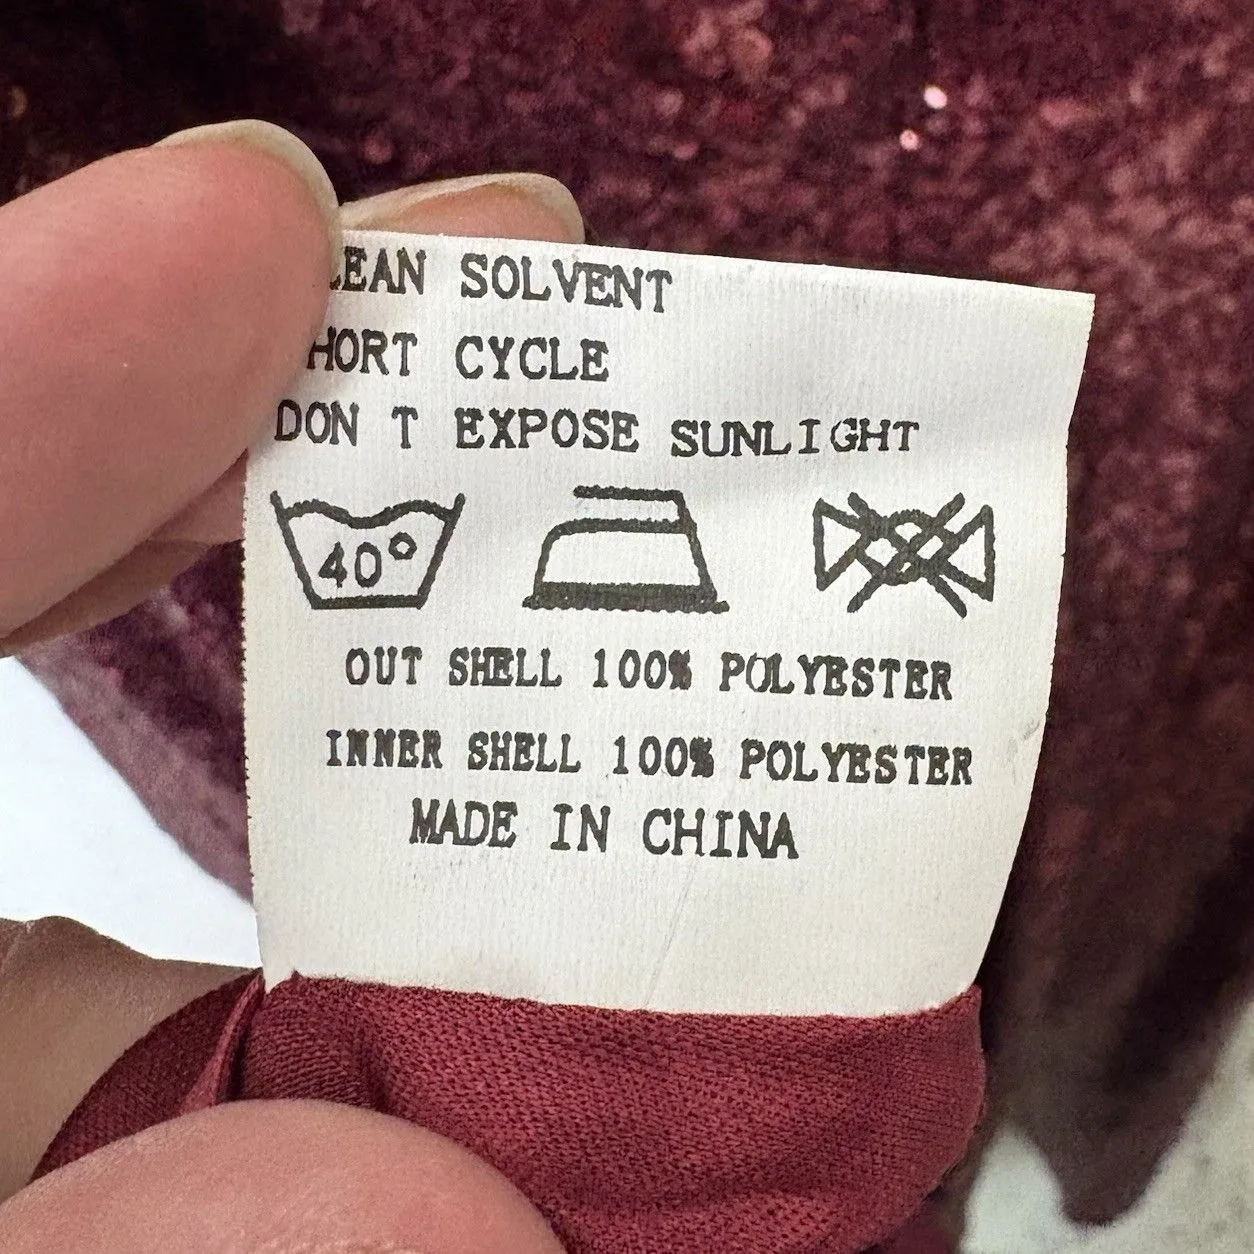 LEAN SOLVENT
HORT CYCLE
DON T EXPOSE SUNLIGHT
40°
OUT SHELL 100% POLYESTER
INNER SHELL 100% POLYESTER
MADE IN CHINA